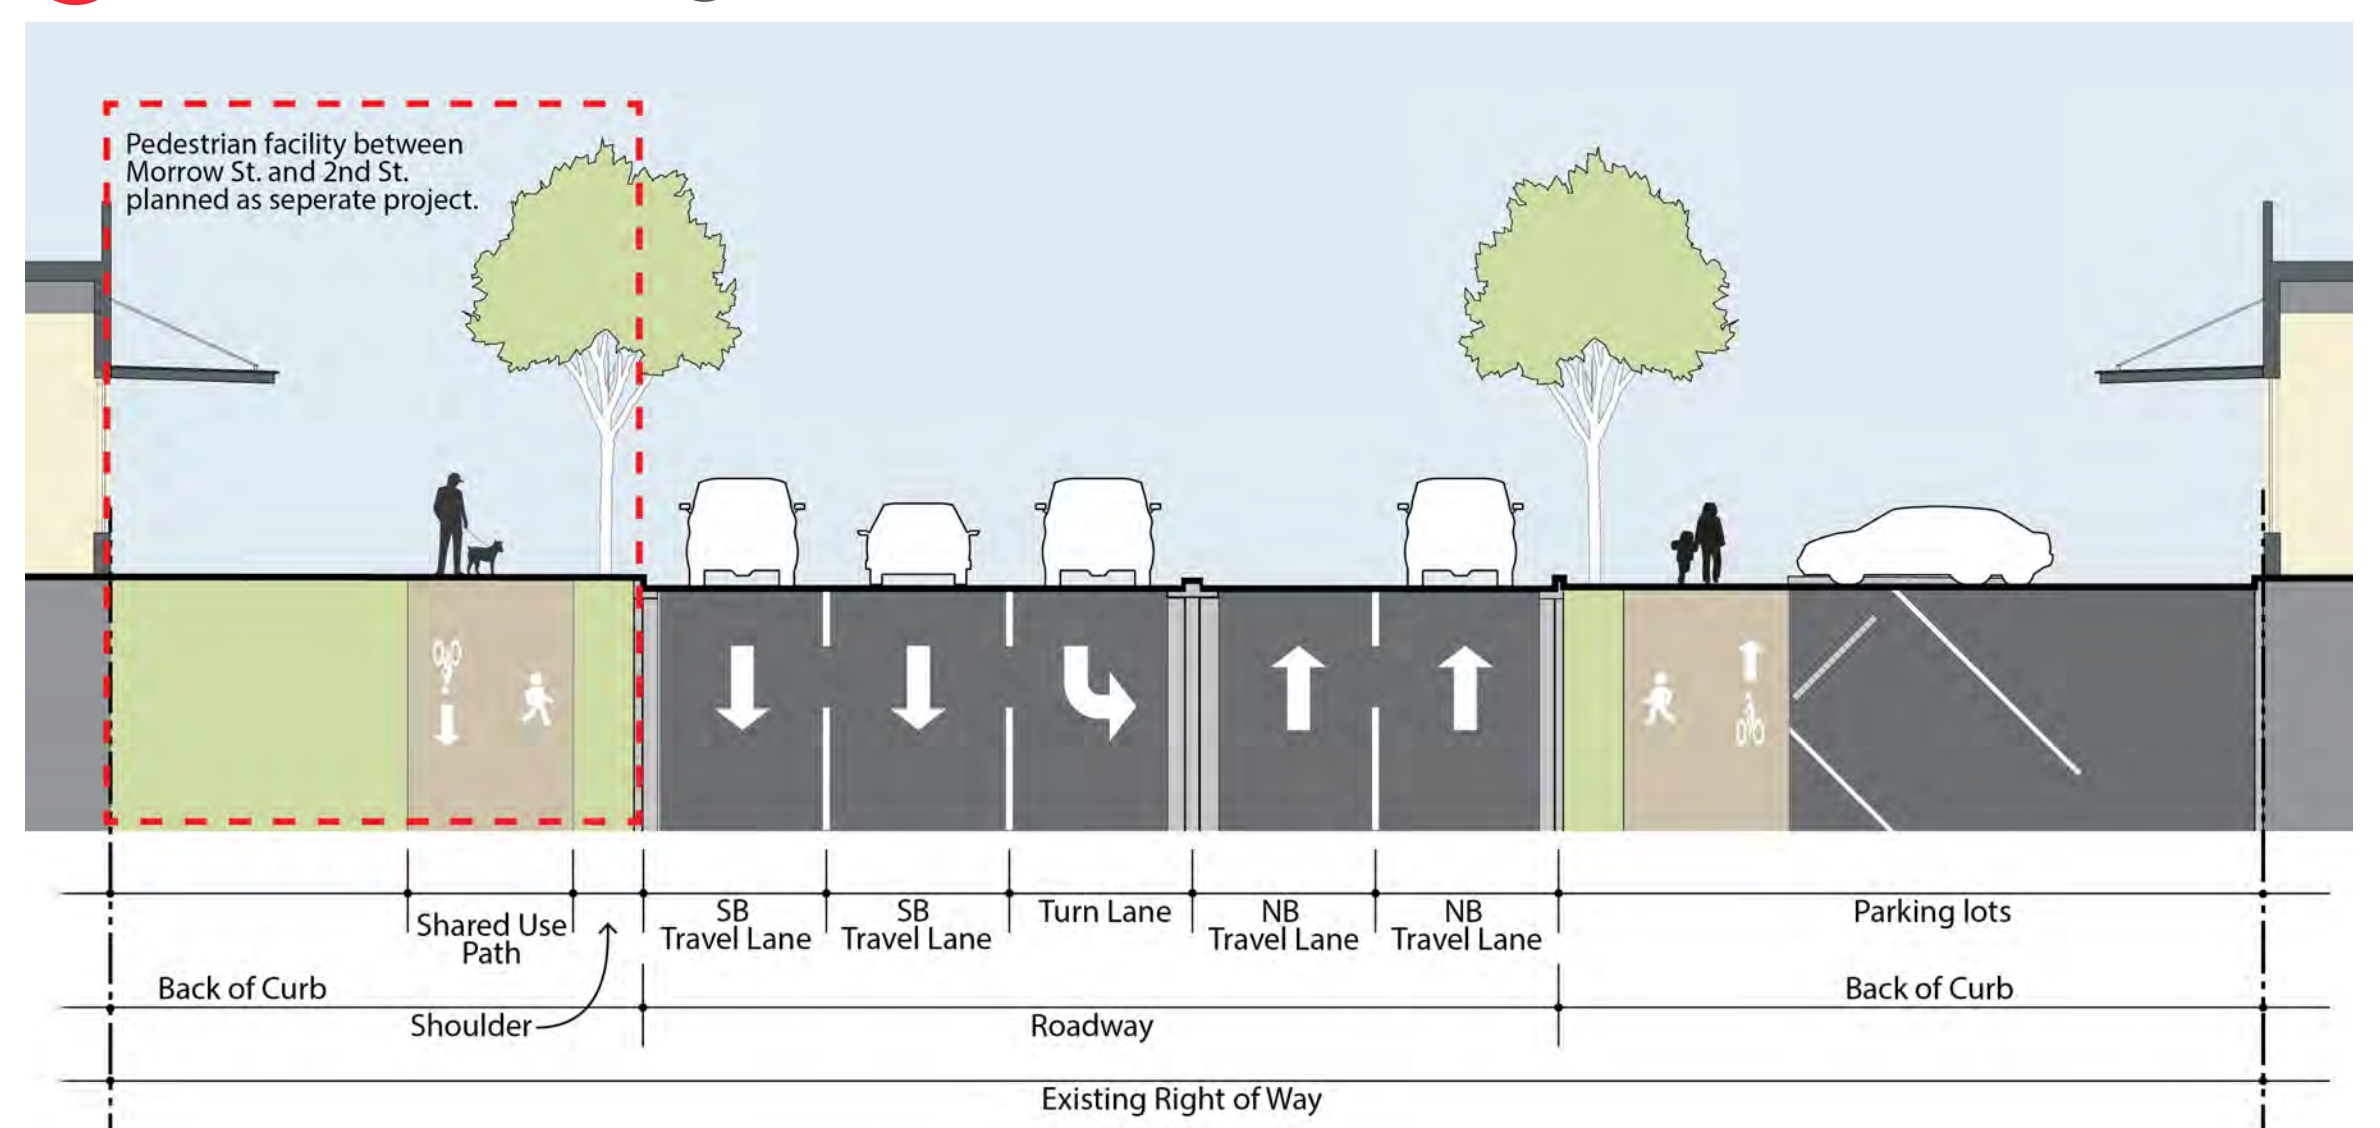 Pedestrian facility between
Morrow St. and 2nd St.
planned as seperate project.
Shared Use
Path
SB
Travel Lane
SB
Travel Lane
Turn Lane
NB
Travel Lane
NB
Travel Lane
Parking lots
Back of Curb
Back of Curb
Shoulder
Roadway
Existing Right of Way